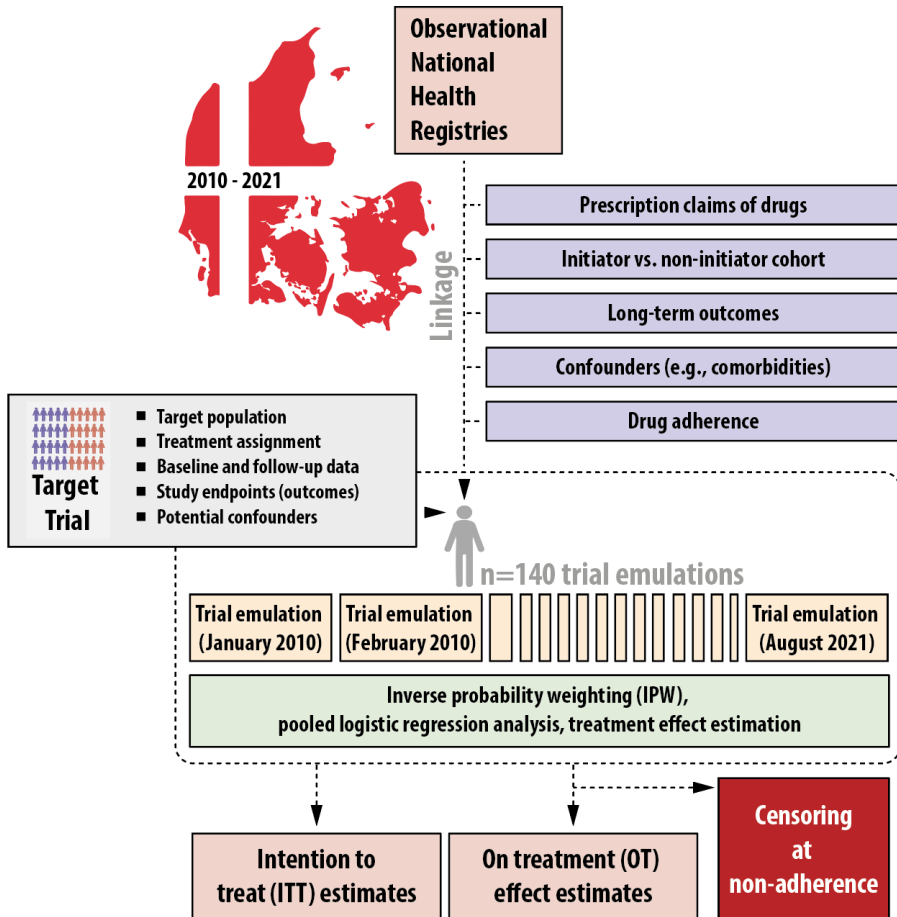 Observational
National
Health
Registries
2010 - 2021
Linkage
Prescription claims of drugs
Initiator vs. non-initiator cohort
Long-term outcomes
Confounders (e.g., comorbidities)
Drug adherence
Target
Trial
Target population
Treatment assignment
Baseline and follow-up data
Study endpoints (outcomes)
Potential confounders
n=140 trial emulations
Trial emulation
(January 2010)
Trial emulation
(February 2010)
Trial emulation
(August 2021)
Inverse probability weighting (IPW),
pooled logistic regression analysis, treatment effect estimation
Intention to
treat (ITT) estimates
On treatment (OT)
effect estimates
Censoring
at
non-adherence